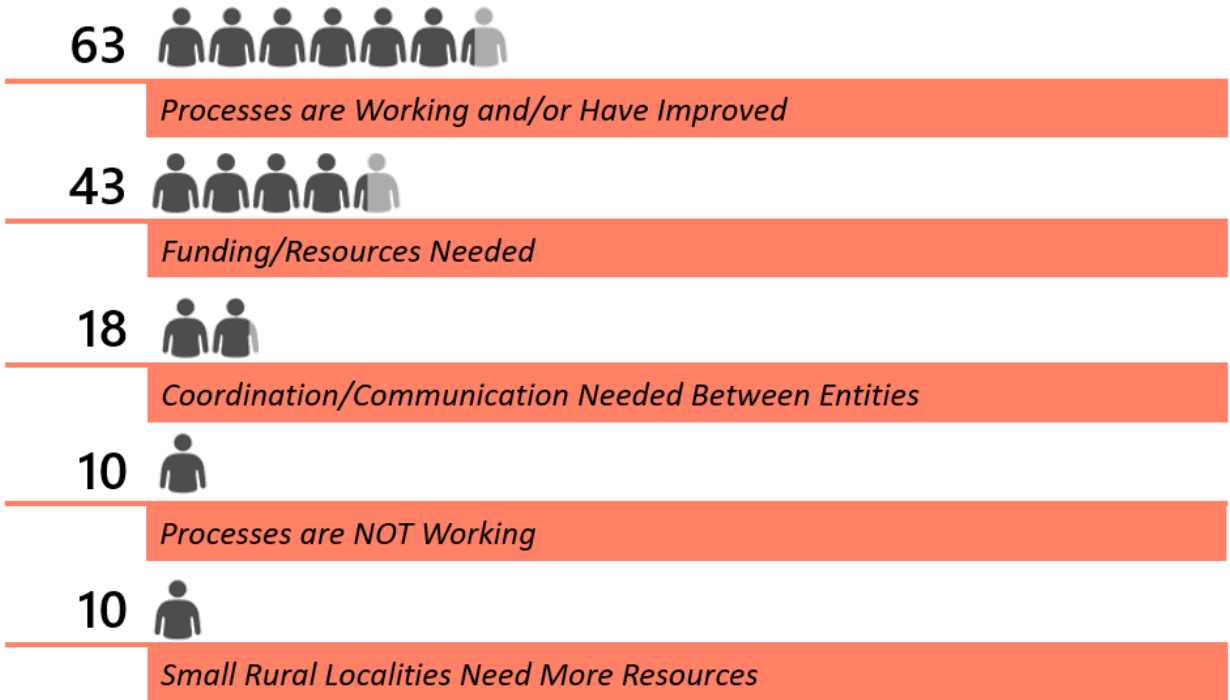 63
Processes are Working and/or Have Improved
43
Funding/Resources Needed
18
Coordination/Communication Needed Between Entities
10
Processes are NOT Working
10
Small Rural Localities Need More Resources